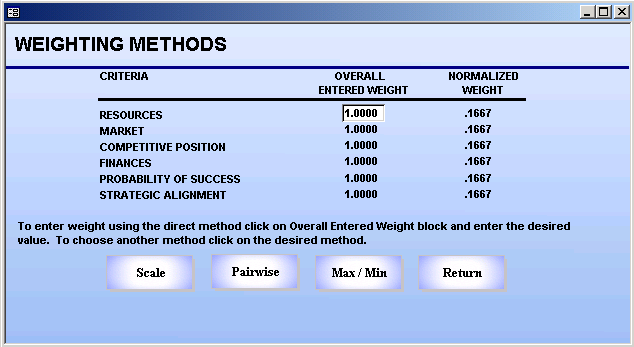 WEIGHTING METHODS
CRITERIA OVERALL ENTERED WEIGHT NORMALIZED WEIGHT
RESOURCES 1.0000 .1667
MARKET 1.0000 .1667
COMPETITIVE POSITION 1.0000 .1667
FINANCES 1.0000 .1667
PROBABILITY OF SUCCESS 1.0000 .1667
STRATEGIC ALIGNMENT 1.0000 .1667
To enter weight using the direct method click on Overall Entered Weight block and enter the desired
value. To choose another method click on the desired method.
Scale Pairwise Max / Min Return